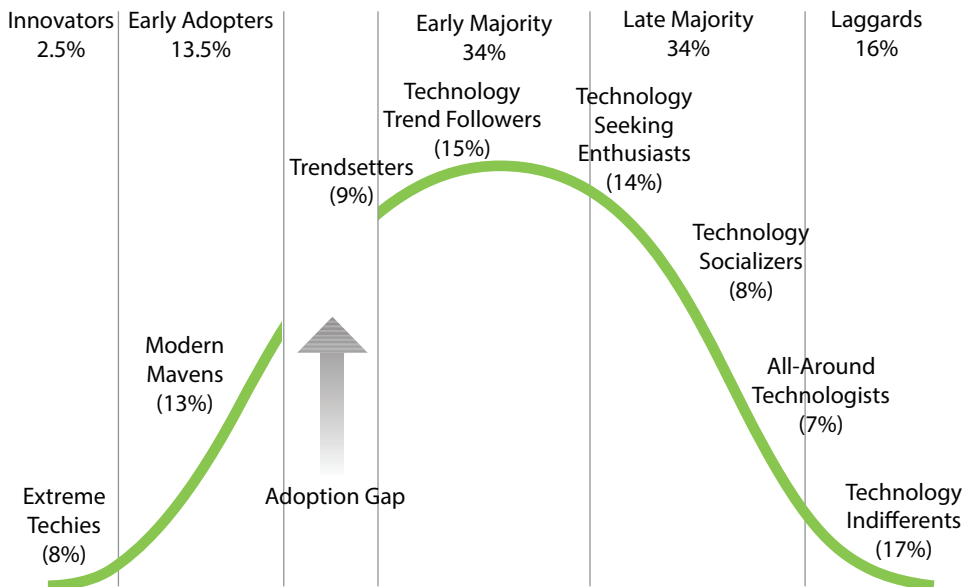 Innovators
2.5%
Early Adopters
13.5%
Early Majority
34%
Late Majority
34%
Laggards
16%
Technology
Trend Followers
(15%)
Technology
Seeking
Enthusiasts
(14%)
Trendsetters
(9%)
Technology
Socializers
(8%)
Modern
Mavens
(13%)
All-Around
Technologists
(7%)
Adoption Gap
Extreme
Techies
(8%)
Technology
Indifferents
(17%)